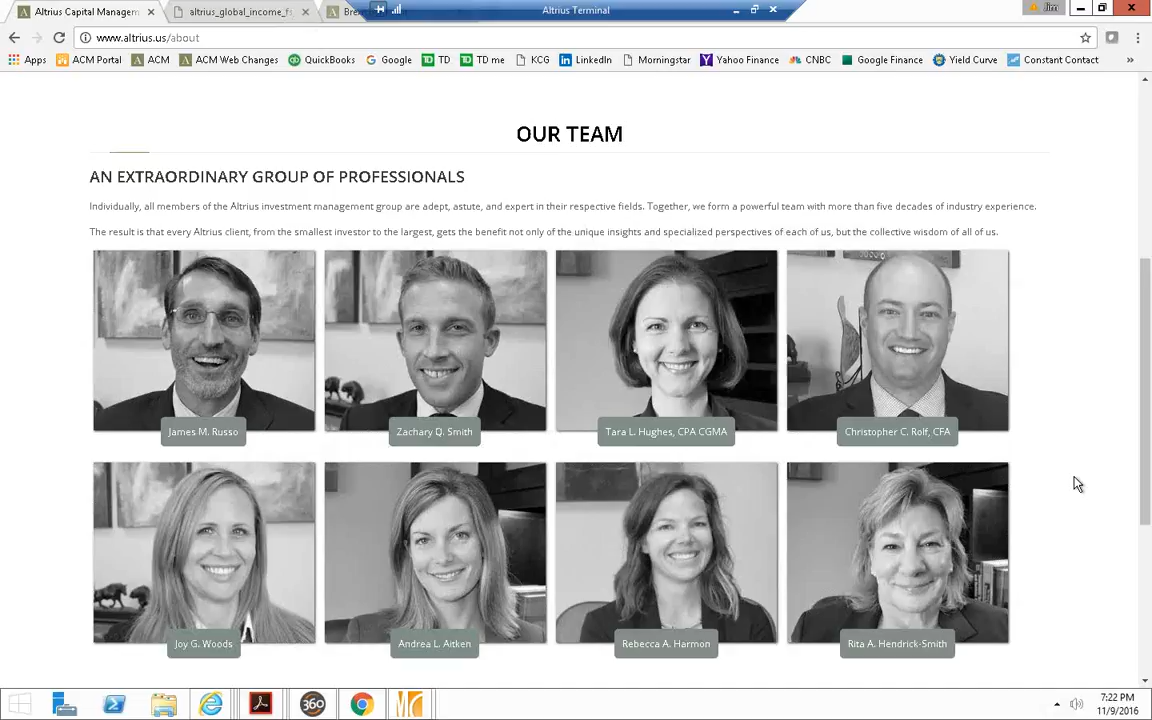 Altrius Capital Managem
altrius_global_income_f
Bre
Altrius Terminal
Jim
www.altrius.us/about
Apps
ACM Portal
ACM
ACM Web Changes
QuickBooks
Google
TD
TD me
KCG
LinkedIn
Morningstar
Yahoo Finance
CNBC
Google Finance
Yield Curve
Constant Contact
OUR TEAM
AN EXTRAORDINARY GROUP OF PROFESSIONALS
Individually, all members of the Altrius investment management group are adept, astute, and expert in their respective fields. Together, we form a powerful team with more than five decades of industry experience.
The result is that every Altrius client, from the smallest investor to the largest, gets the benefit not only of the unique insights and specialized perspectives of each of us, but the collective wisdom of all of us.
James M. Russo
Zachary Q. Smith
Tara L. Hughes, CPA CGMA
Christopher C. Rolf, CFA
Joy G. Woods
Andrea L. Aitken
Rebecca A. Harmon
Rita A. Hendrick-Smith
360
7:22 PM
11/9/2016